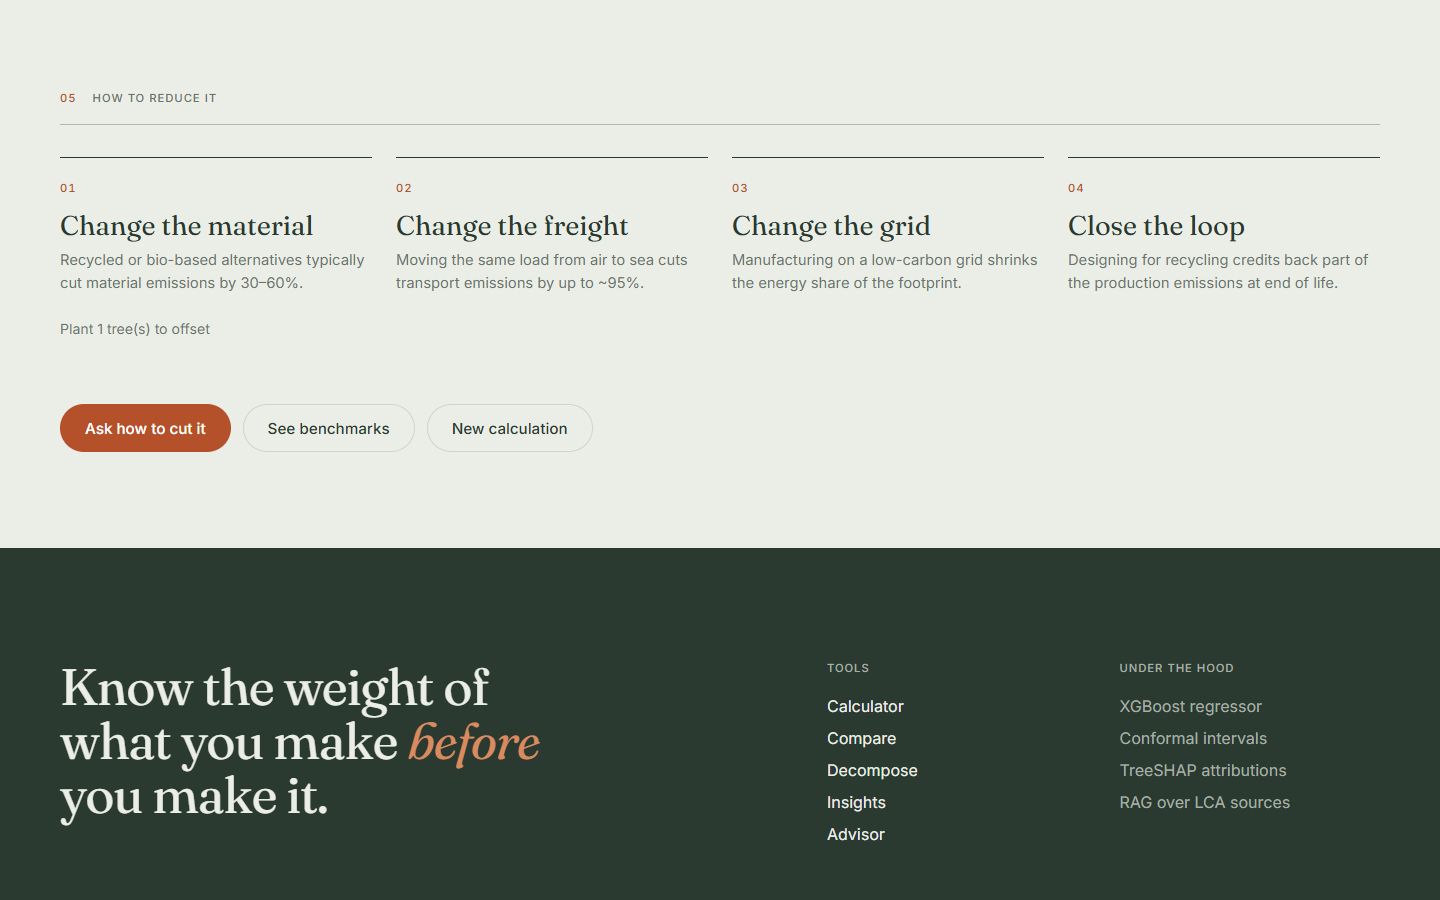 05 HOW TO REDUCE IT
01
Change the material
Recycled or bio-based alternatives typically
cut material emissions by 30–60%.
02
Change the freight
Moving the same load from air to sea cuts
transport emissions by up to ~95%.
03
Change the grid
Manufacturing on a low-carbon grid shrinks
the energy share of the footprint.
04
Close the loop
Designing for recycling credits back part of
the production emissions at end of life.
Plant 1 tree(s) to offset
Ask how to cut it
See benchmarks
New calculation
Know the weight of
what you make before
you make it.
TOOLS
Calculator
Compare
Decompose
Insights
Advisor
UNDER THE HOOD
XGBoost regressor
Conformal intervals
TreeSHAP attributions
RAG over LCA sources